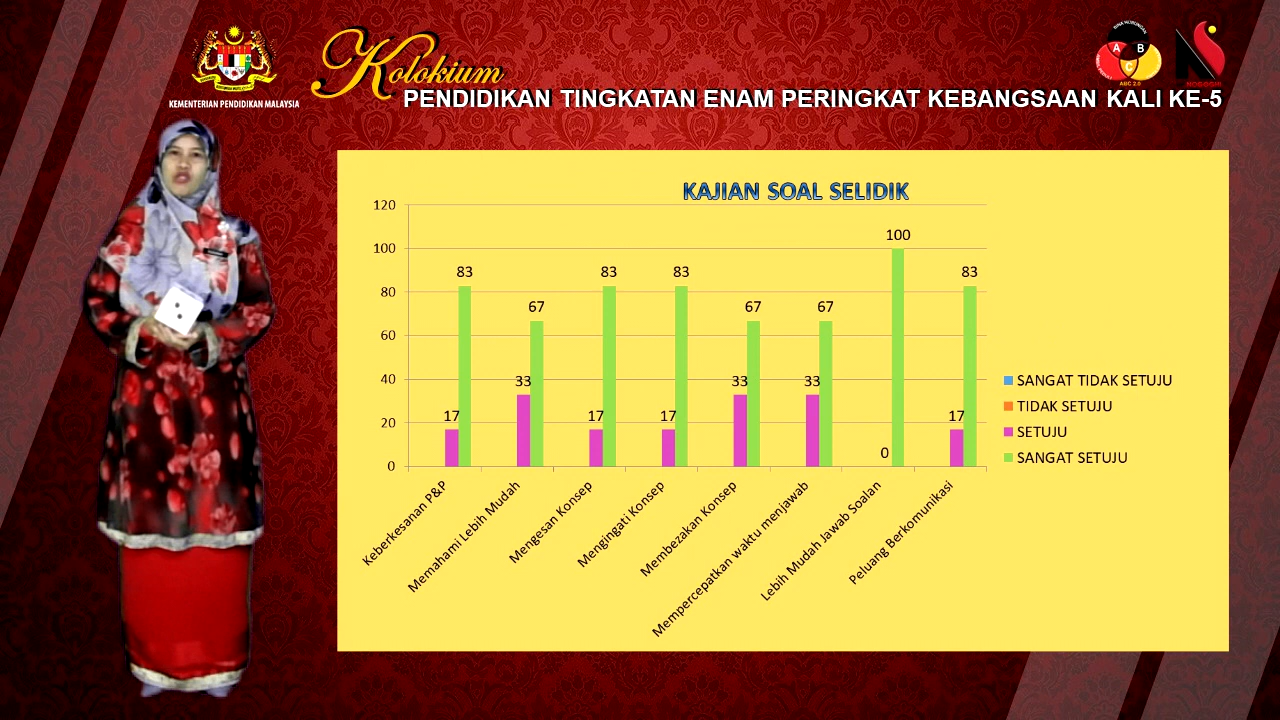 Kolokium
KEMENTERIAN PENDIDIKAN MALAYSIA
PENDIDIKAN TINGKATAN ENAM PERINGKAT KEBANGSAAN KALI KE-5
A B
C
ABC 2.0
KAJIAN SOAL SELIDIK
120
100
80
60
40
20
0
17 83
33 67
17 83
17 83
33 67
33 67
0 100
17 83
Keberkesanan P&P
Memahami Lebih Mudah
Mengesan Konsep
Mengingati Konsep
Membezakan Konsep
Mempercepatkan waktu menjawab
Lebih Mudah Jawab Soalan
Peluang Berkomunikasi
SANGAT TIDAK SETUJU
TIDAK SETUJU
SETUJU
SANGAT SETUJU